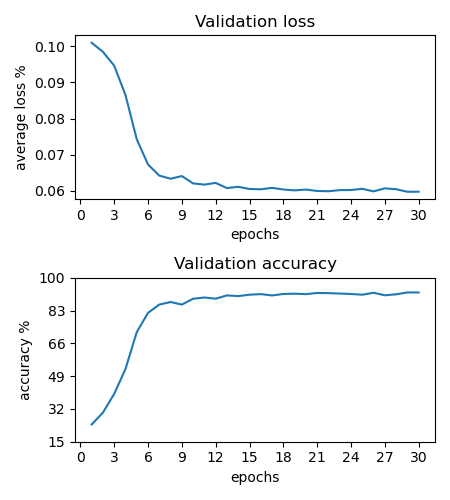 Validation loss
average loss %
0.10
0.09
0.08
0.07
0.06
0 3 6 9 12 15 18 21 24 27 30
epochs
Validation accuracy
accuracy %
100
83
66
49
32
15
0 3 6 9 12 15 18 21 24 27 30
epochs